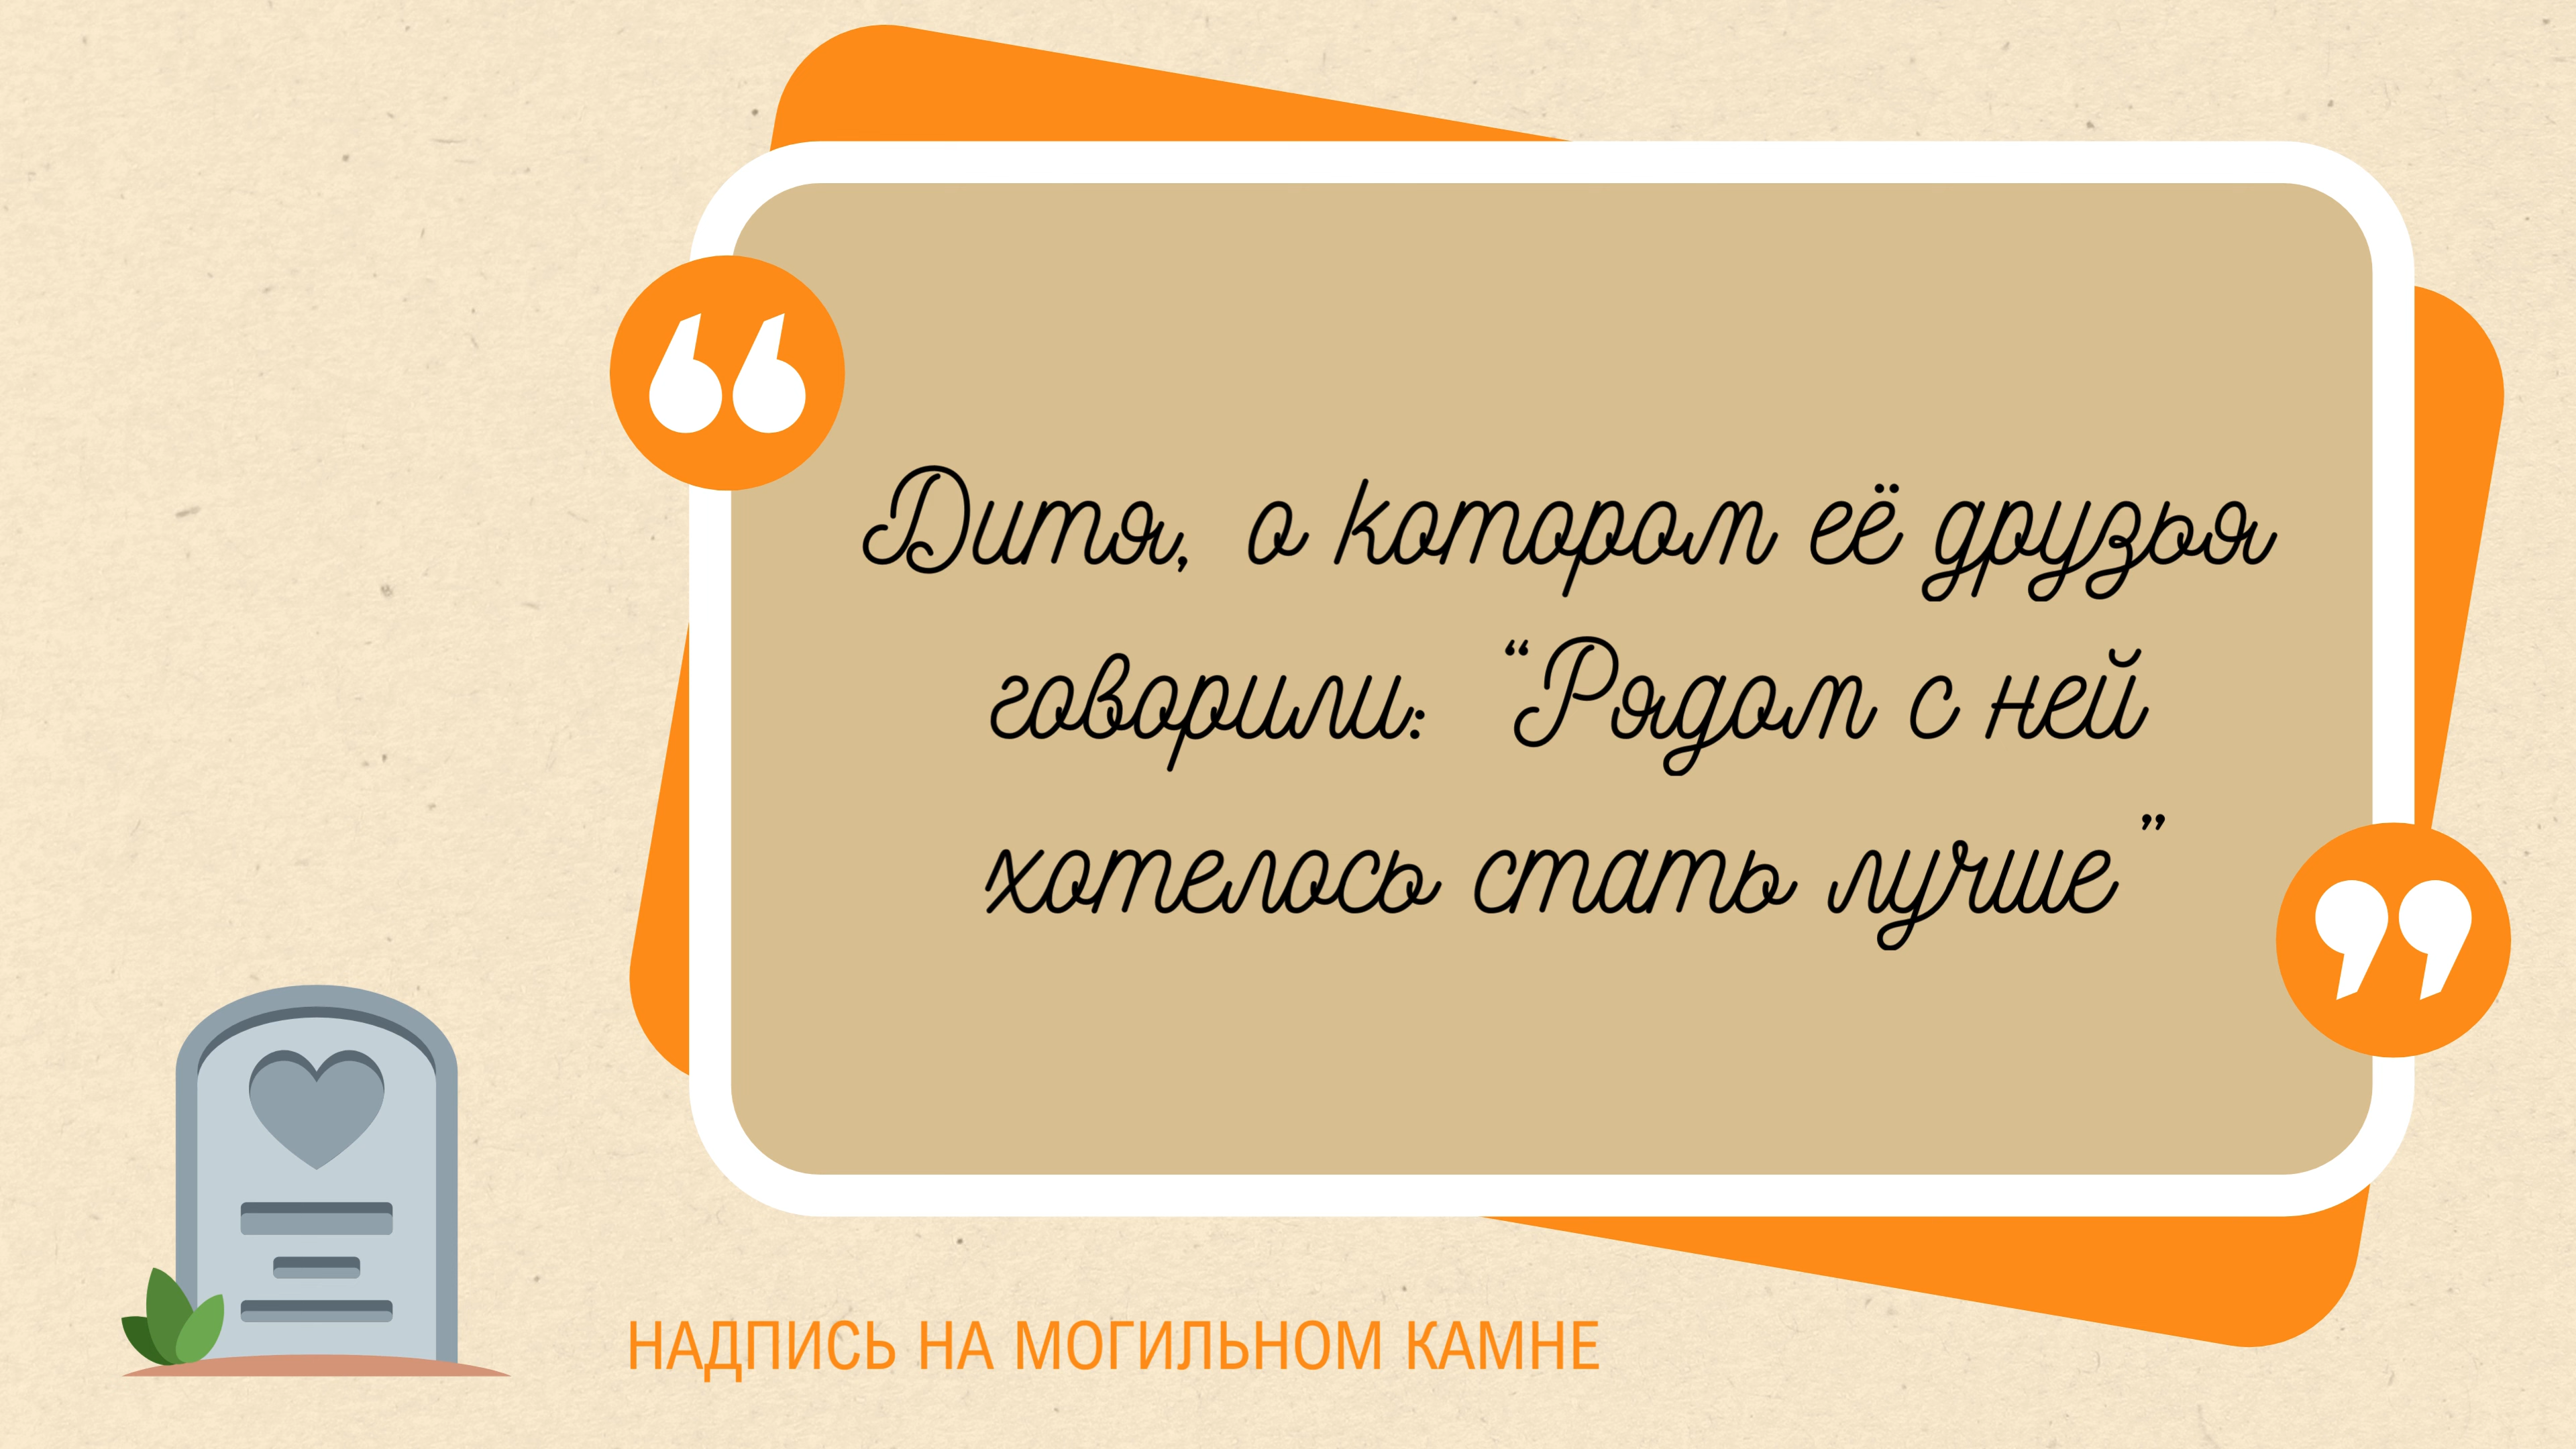 Дитя, о котором её друзья
говорили: “Рядом с ней
хотелось стать лучше”
НАДПИСЬ НА МОГИЛЬНОМ КАМНЕ